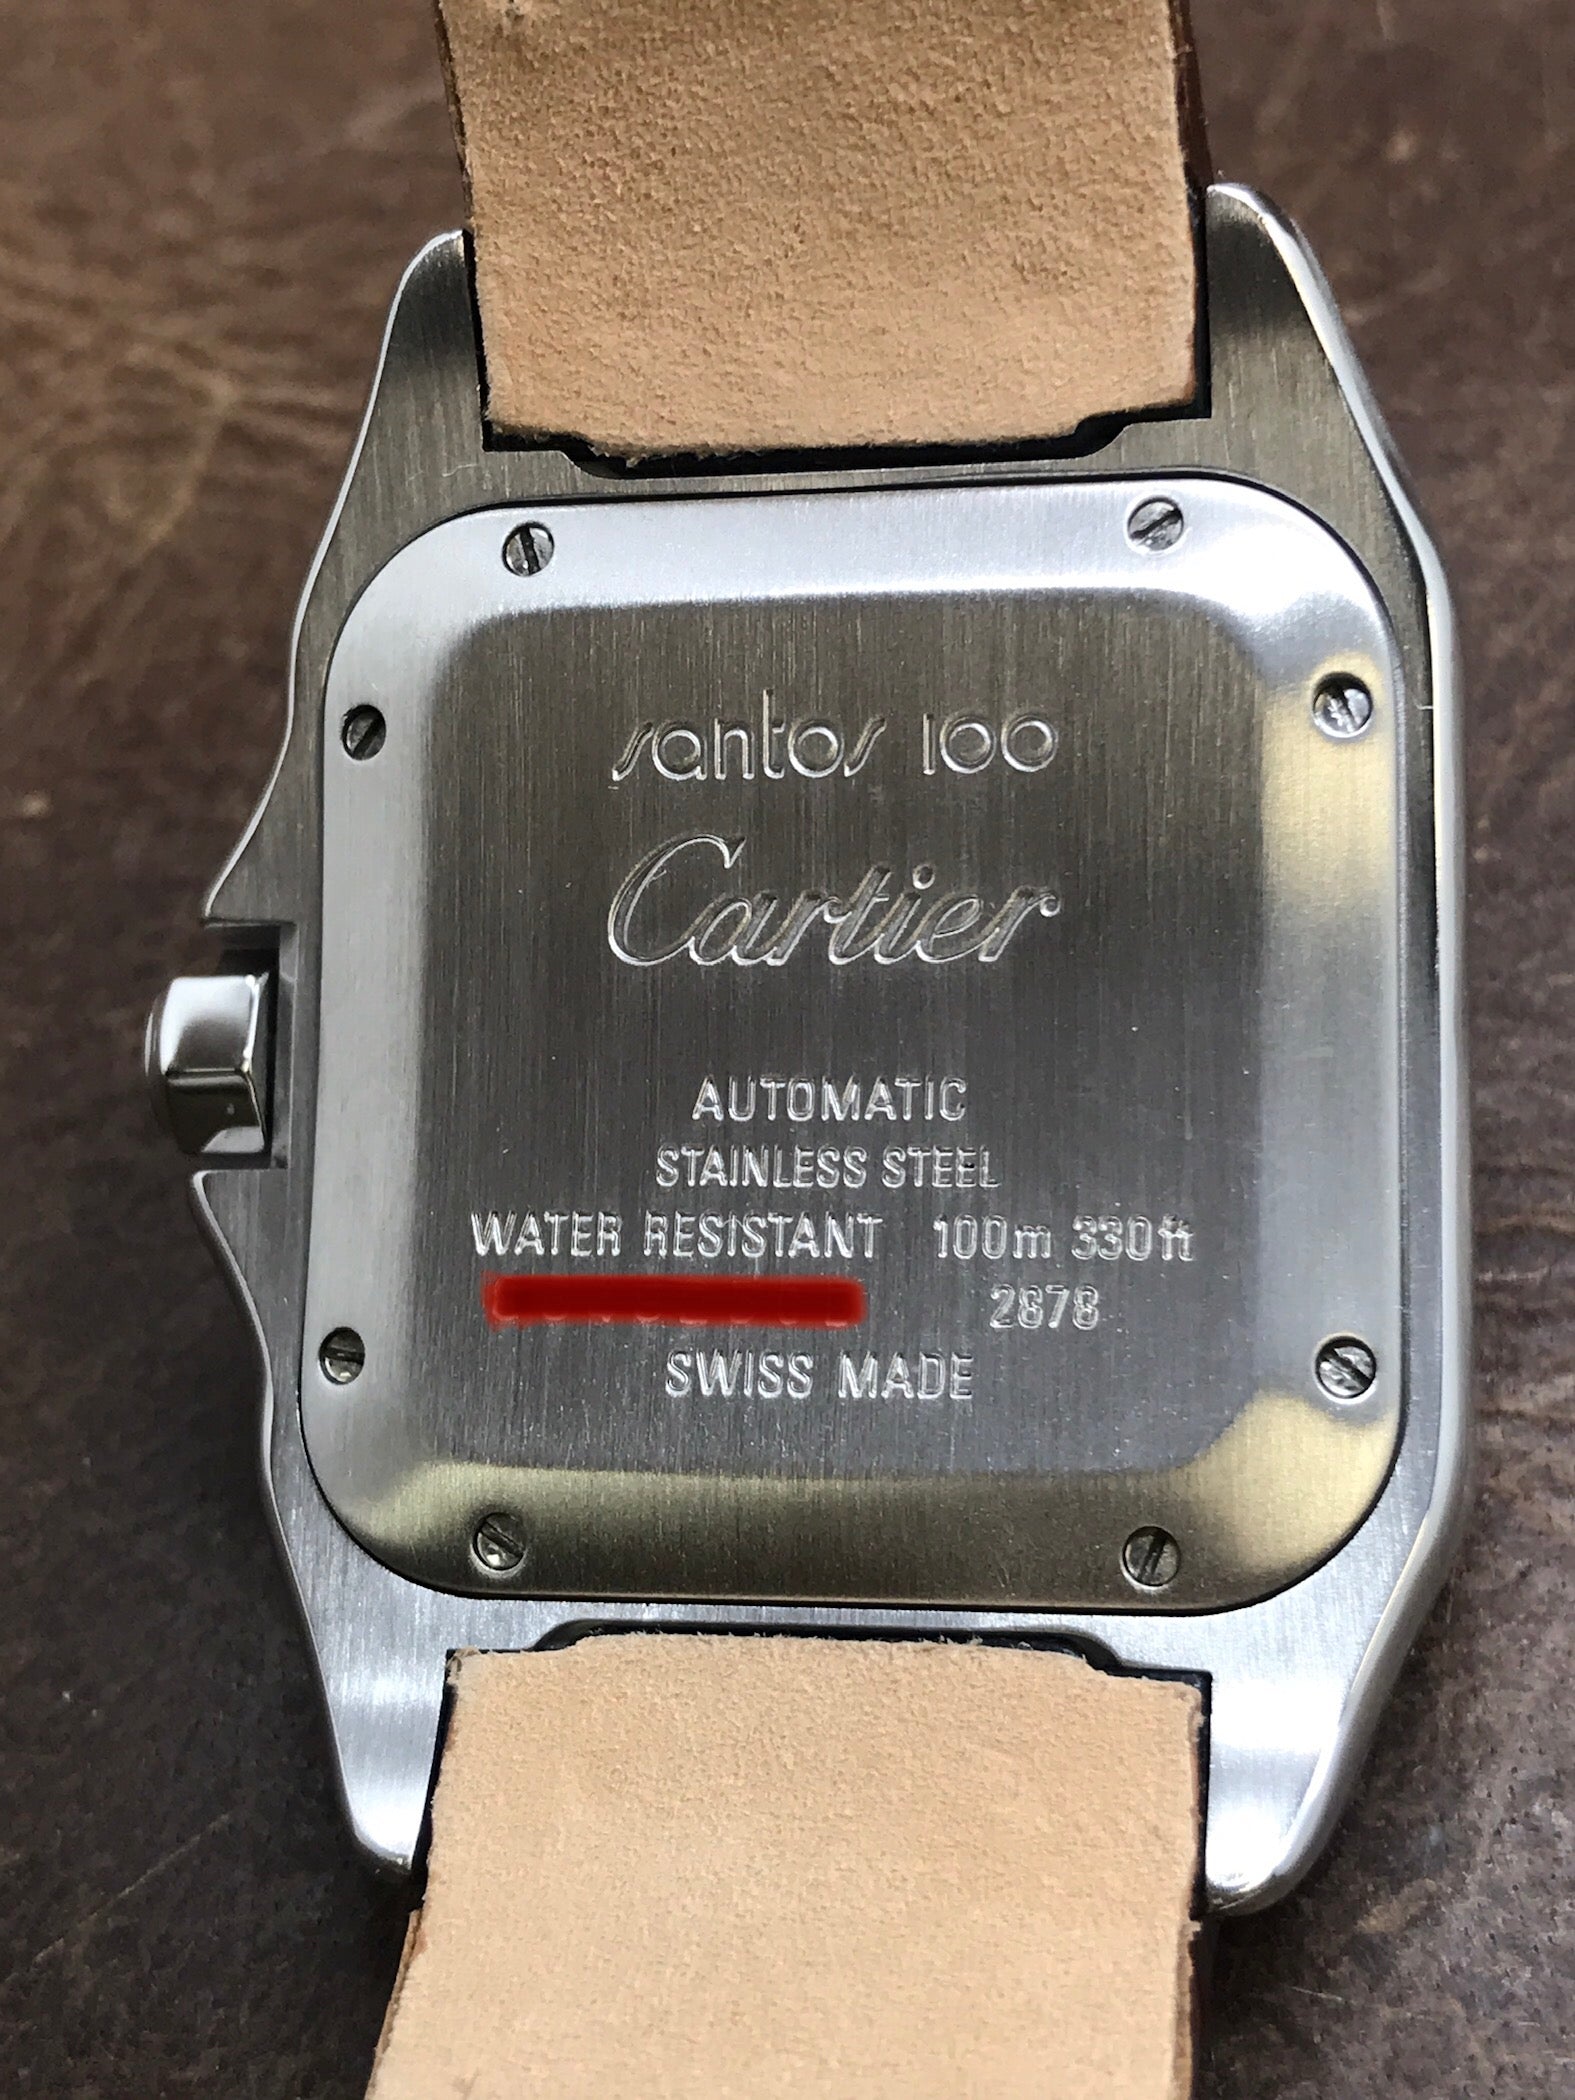 santos 100
Cartier
AUTOMATIC
STAINLESS STEEL
WATER RESISTANT 100m 330ft
2878
SWISS MADE